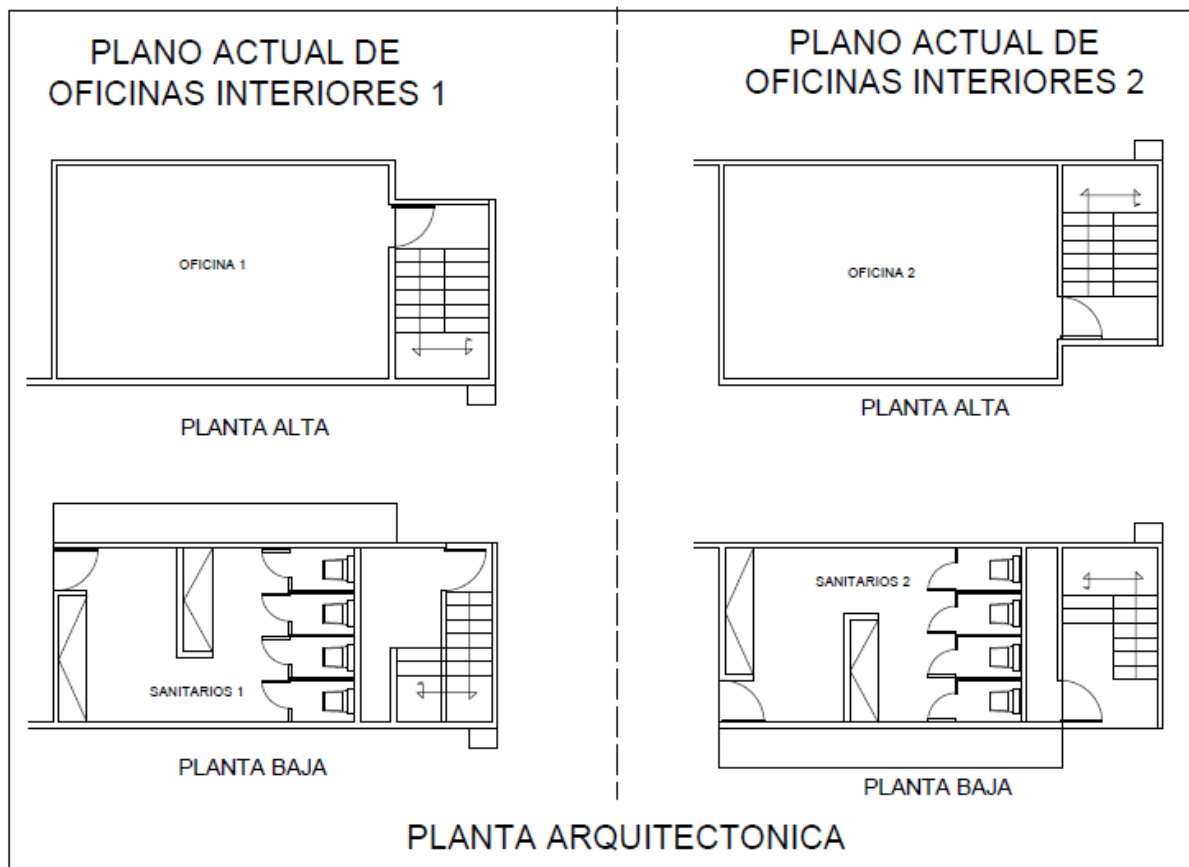 PLANO ACTUAL DE
OFICINAS INTERIORES 1
OFICINA 1
PLANTA ALTA
SANITARIOS 1
PLANTA BAJA
PLANO ACTUAL DE
OFICINAS INTERIORES 2
OFICINA 2
PLANTA ALTA
SANITARIOS 2
PLANTA BAJA
PLANTA ARQUITECTONICA